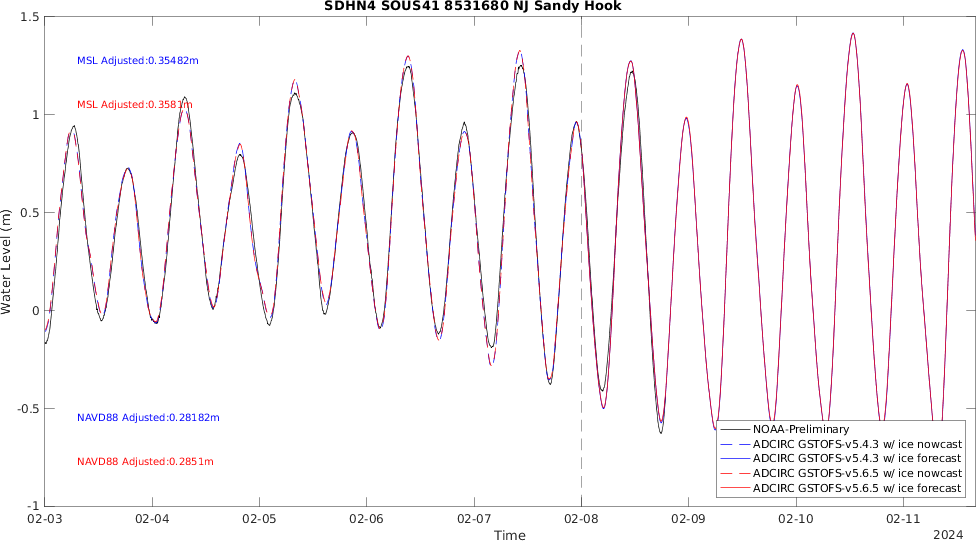 SDHN4 SOUS41 8531680 NJ Sandy Hook
1.5
MSL Adjusted:0.35482m
MSL Adjusted:0.3581m
1
0.5
Water Level (m)
0
-0.5
NAVD88 Adjusted:0.28182m
NAVD88 Adjusted:0.2851m
-1
NOAA-Preliminary
ADCIRC GSTOFS-v5.4.3 w/ ice nowcast
ADCIRC GSTOFS-v5.4.3 w/ ice forecast
ADCIRC GSTOFS-v5.6.5 w/ ice nowcast
ADCIRC GSTOFS-v5.6.5 w/ ice forecast
02-03 02-04 02-05 02-06 02-07 02-08 02-09 02-10 02-11
Time
2024